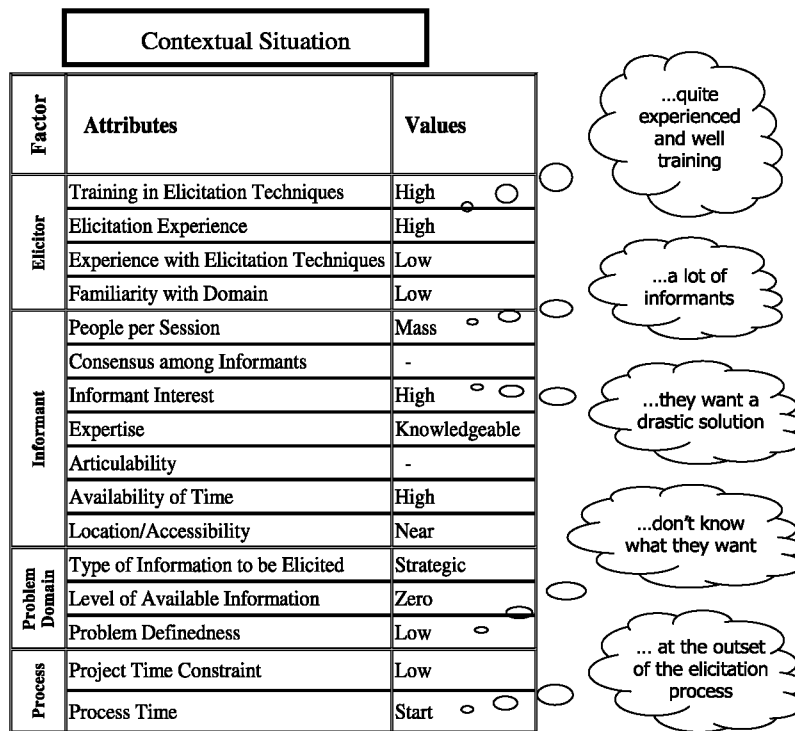 Contextual Situation
Factor Attributes Values
Elicitor
Training in Elicitation Techniques High
Elicitation Experience High
Experience with Elicitation Techniques Low
Familiarity with Domain Low
Informant
People per Session Mass
Consensus among Informants -
Informant Interest High
Expertise Knowledgeable
Articulability -
Availability of Time High
Location/Accessibility Near
Problem
Domain
Type of Information to be Elicited Strategic
Level of Available Information Zero
Problem Definedness Low
Process
Project Time Constraint Low
Process Time Start
...quite
experienced
and well
training
...a lot of
informants
...they want a
drastic solution
...don't know
what they want
... at the outset
of the elicitation
process